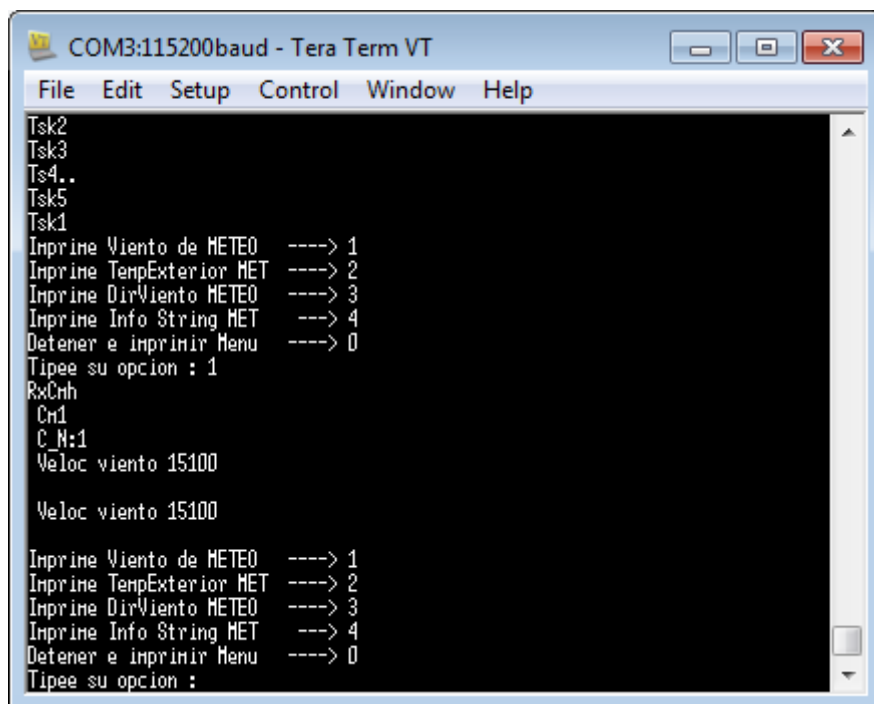 COM3:115200baud - Tera Term VT
File Edit Setup Control Window Help
Tsk2
Tsk3
Ts4..
Tsk5
Tsk1
Imprime Viento de METEO ----> 1
Imprime TempExterior MET ----> 2
Imprime DirViento METEO ----> 3
Imprime Info String MET ---> 4
Detener e imprimir Menu ----> 0
Tipee su opcion : 1
RxCmh
Cm1
C_N:1
Veloc viento 15100
Veloc viento 15100
Imprime Viento de METEO ----> 1
Imprime TempExterior MET ----> 2
Imprime DirViento METEO ----> 3
Imprime Info String MET ---> 4
Detener e imprimir Menu ----> 0
Tipee su opcion :